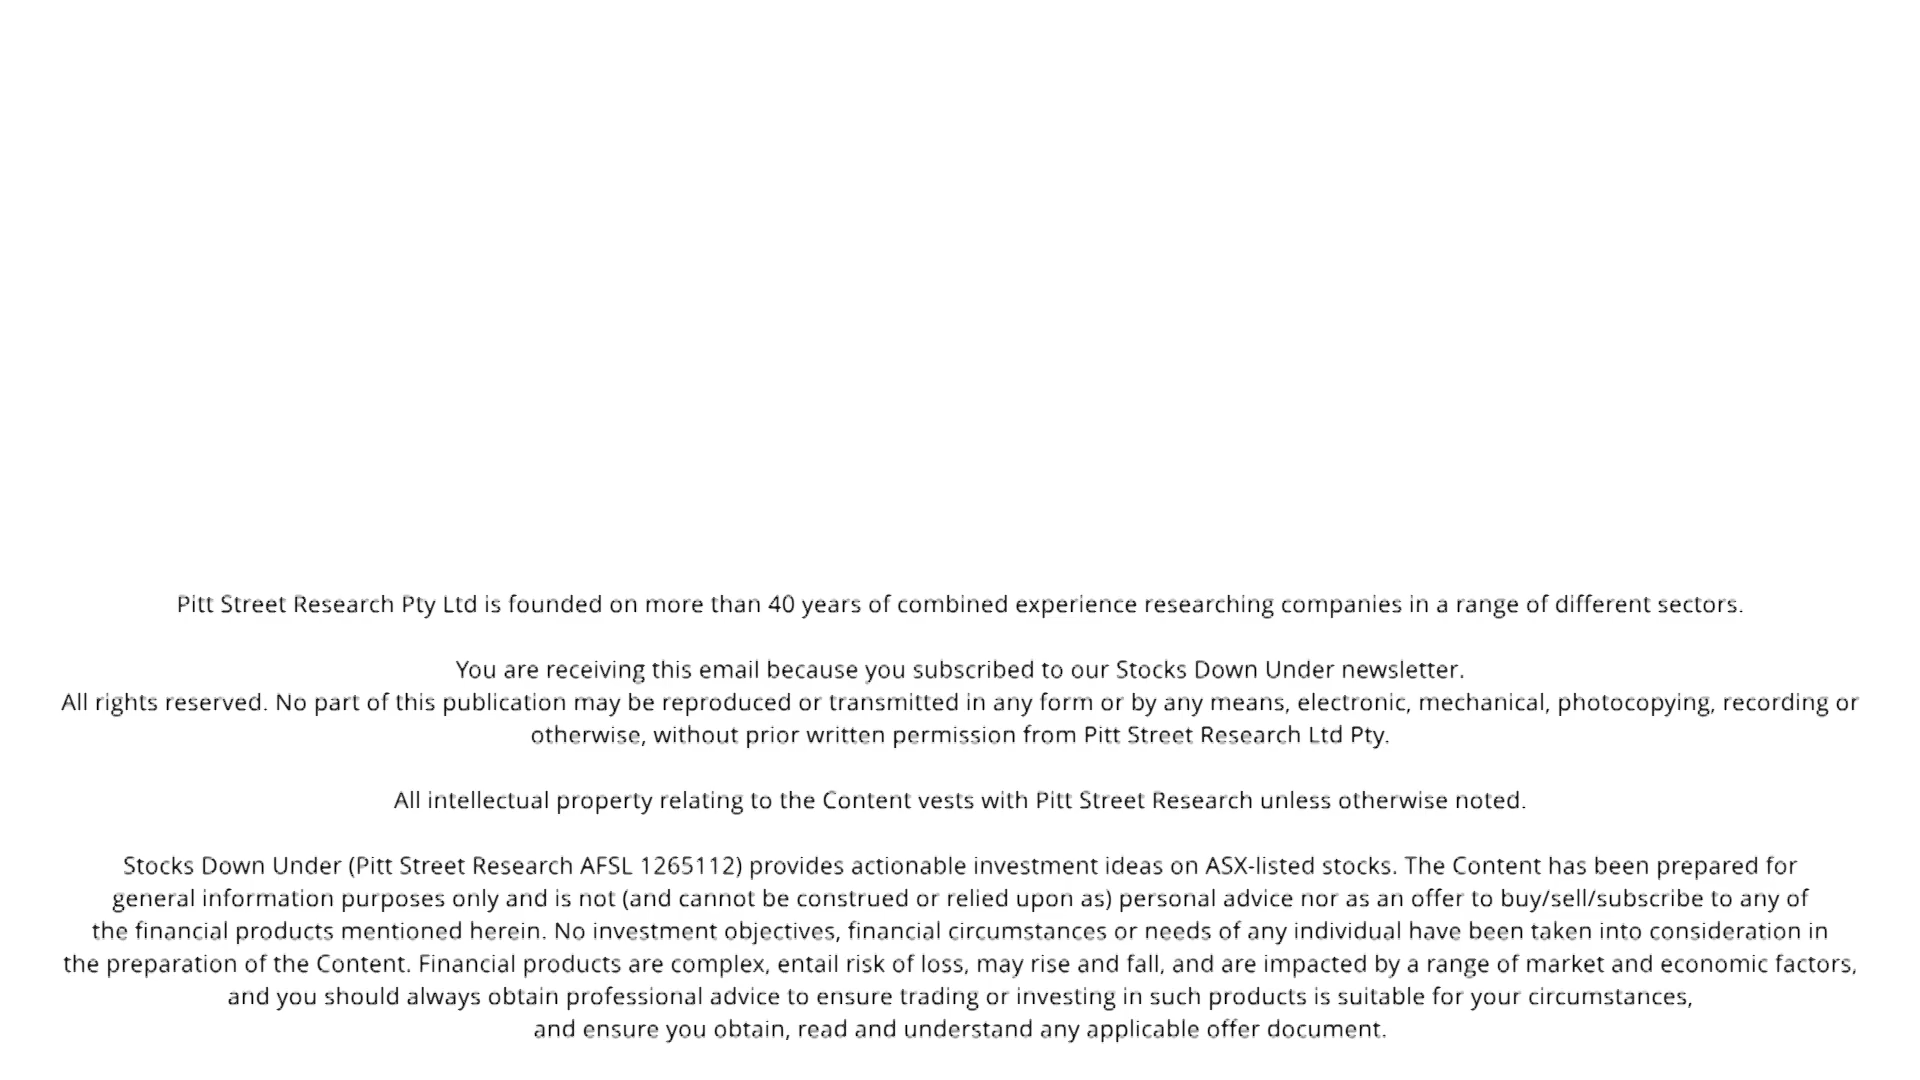 Pitt Street Research Pty Ltd is founded on more than 40 years of combined experience researching companies in a range of different sectors.
You are receiving this email because you subscribed to our Stocks Down Under newsletter.
All rights reserved. No part of this publication may be reproduced or transmitted in any form or by any means, electronic, mechanical, photocopying, recording or
otherwise, without prior written permission from Pitt Street Research Ltd Pty.
All intellectual property relating to the Content vests with Pitt Street Research unless otherwise noted.
Stocks Down Under (Pitt Street Research AFSL 1265112) provides actionable investment ideas on ASX-listed stocks. The Content has been prepared for
general information purposes only and is not (and cannot be construed or relied upon as) personal advice nor as an offer to buy/sell/subscribe to any of
the financial products mentioned herein. No investment objectives, financial circumstances or needs of any individual have been taken into consideration in
the preparation of the Content. Financial products are complex, entail risk of loss, may rise and fall, and are impacted by a range of market and economic factors,
and you should always obtain professional advice to ensure trading or investing in such products is suitable for your circumstances,
and ensure you obtain, read and understand any applicable offer document.